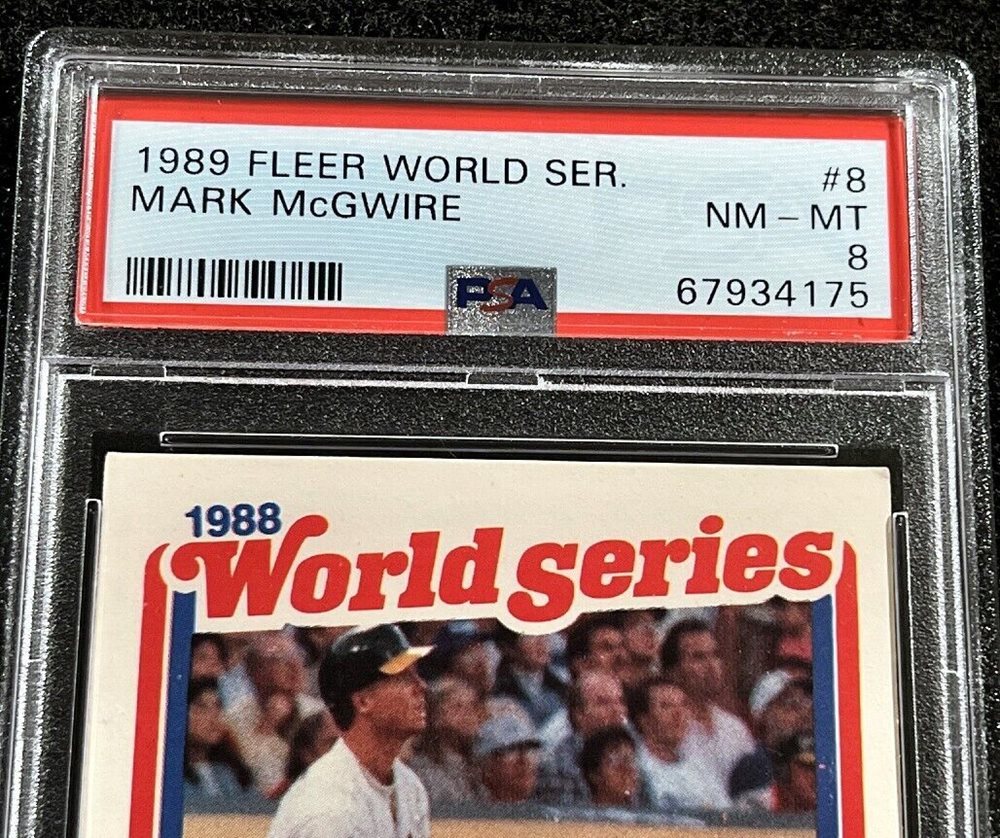 1989 FLEER WORLD SER.
#8
MARK McGWIRE
NM – MT
8
PSA
67934175
1988
World series